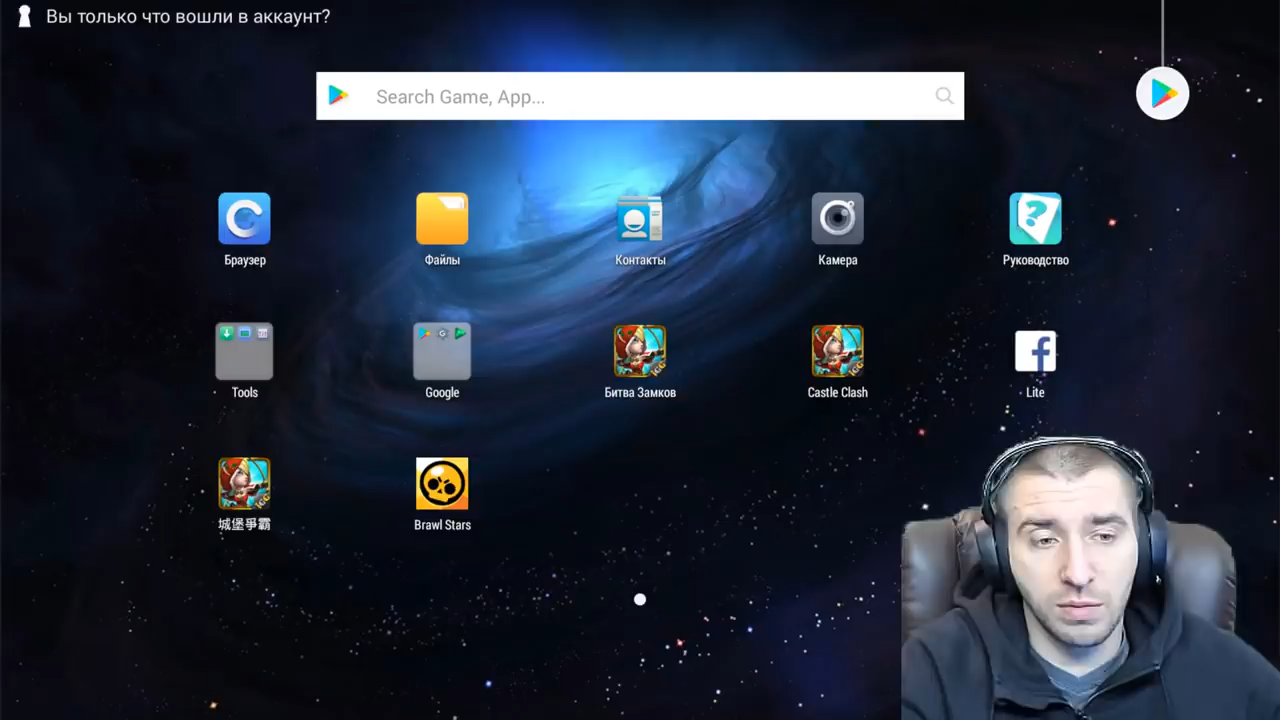 Вы только что вошли в аккаунт?
Search Game, App...
Браузер
Файлы
Контакты
Камера
Руководство
Tools
Google
Битва Замков
Castle Clash
Lite
城堡爭霸
Brawl Stars